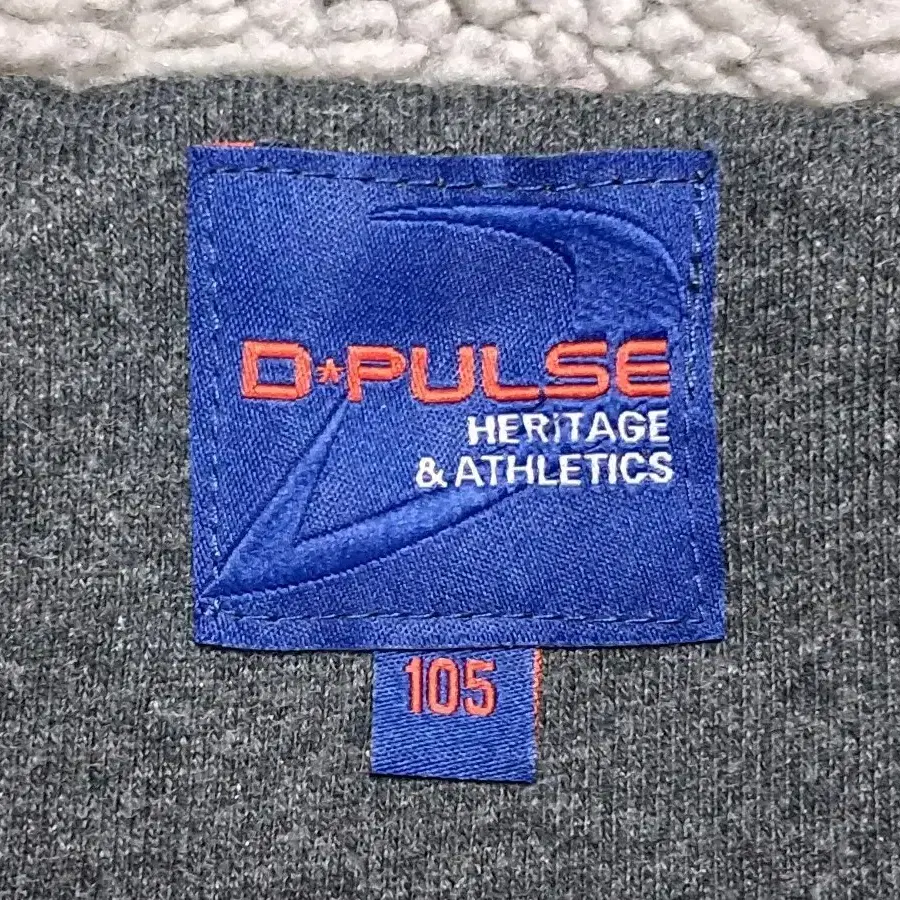 D★PULSE
HERITAGE
& ATHLETICS
105